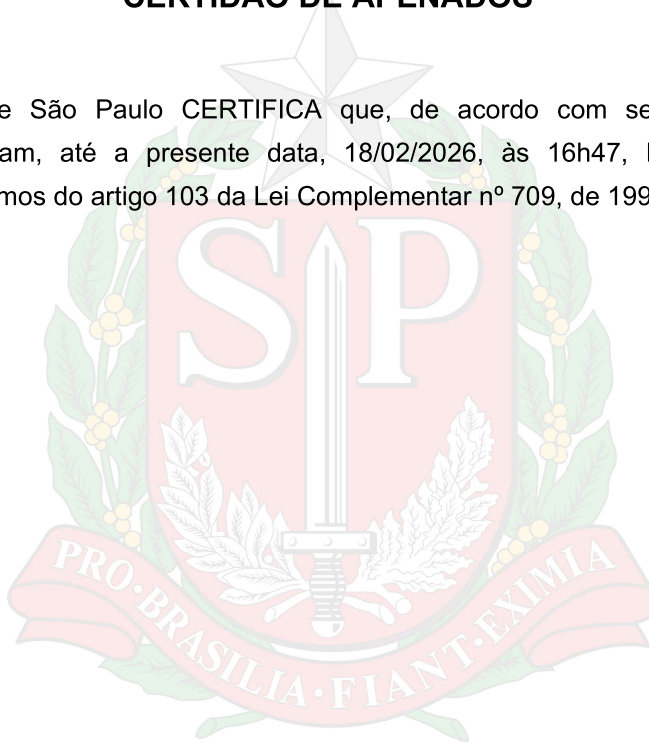 CERTIDÃO DE APENADOS
e São Paulo CERTIFICA que, de acordo com se
am, até a presente data, 18/02/2026, às 16h47,
mos do artigo 103 da Lei Complementar nº 709, de 199
SP
PRO·BRASILIA·FIANT·EXIMIA